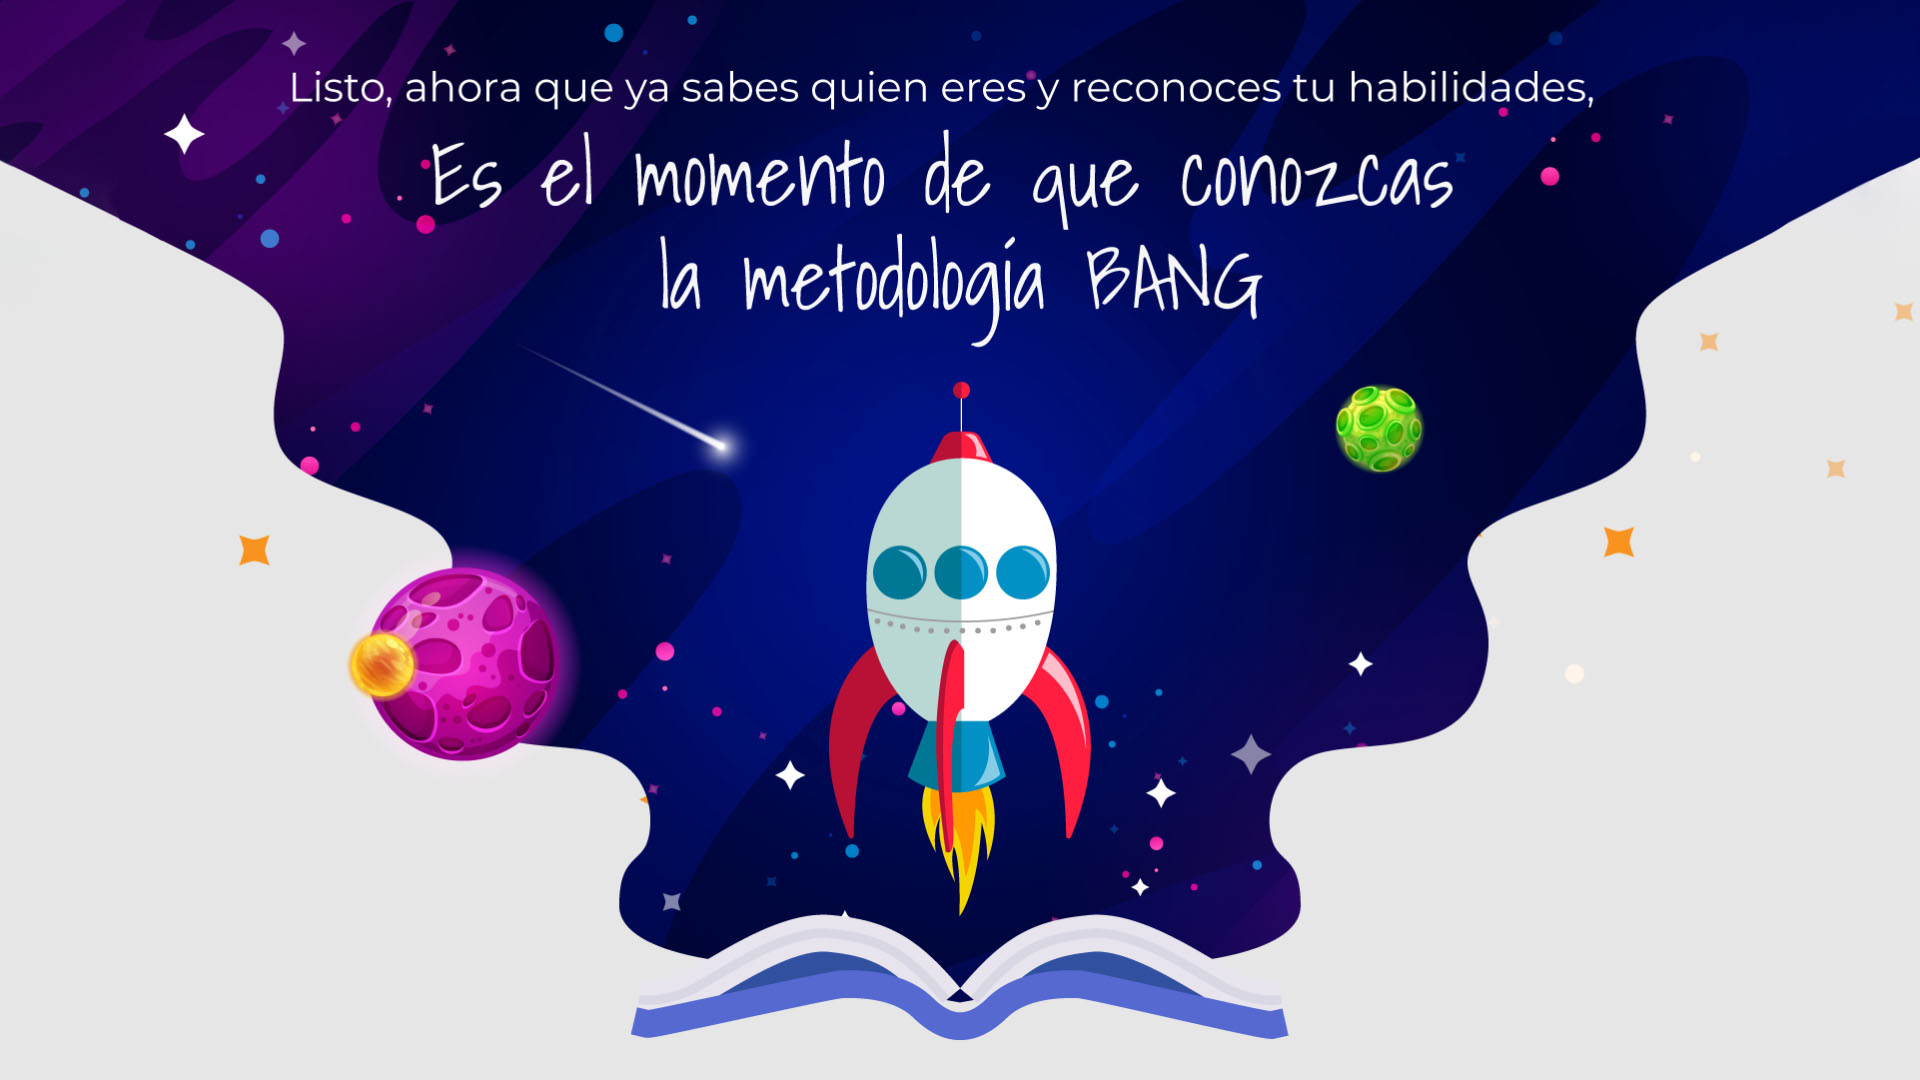 Listo, ahora que ya sabes quien eres y reconoces tu habilidades,
Es el momento de que conozcas
la metodología BANG